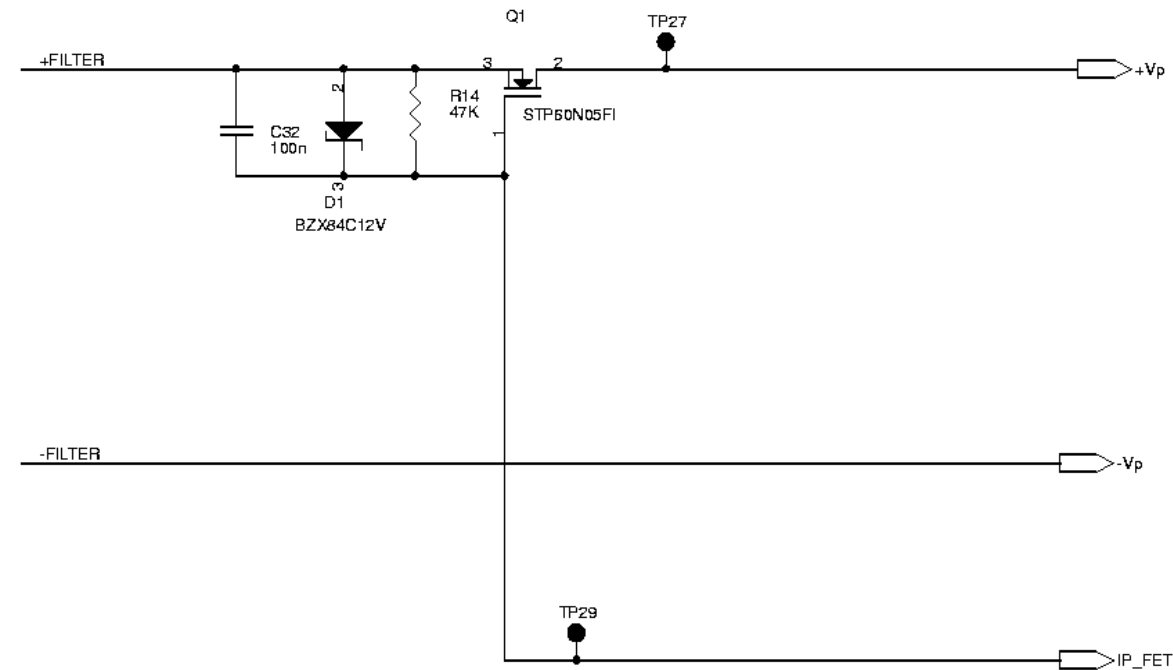 Q1
TP27
+FILTER
3
2
+Vp
2
R14
47K
STP60N05FI
C32
100n
1
3
D1
BZX84C12V
-FILTER
-Vp
TP29
IP_FET